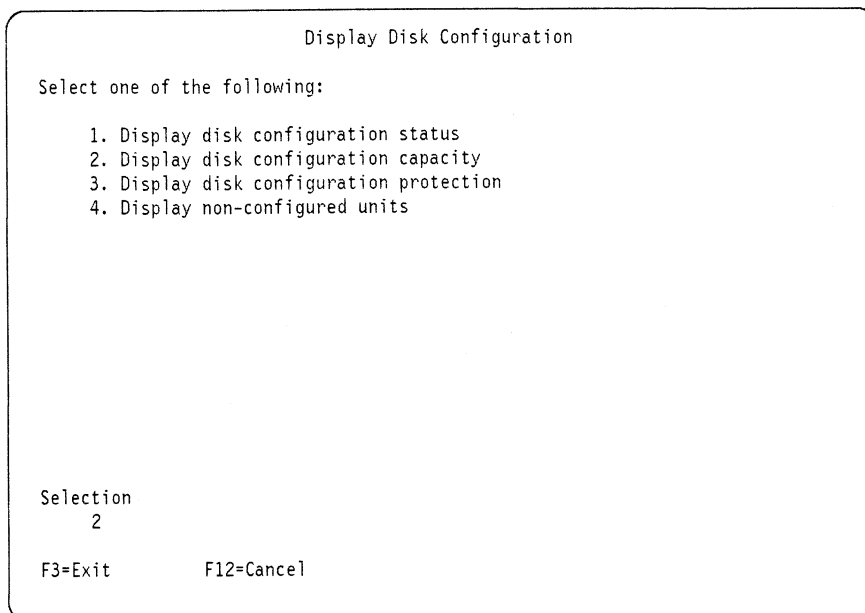 Display Disk Configuration
Select one of the following:
1. Display disk configuration status
2. Display disk configuration capacity
3. Display disk configuration protection
4. Display non-configured units
Selection
2
F3=Exit F12=Cancel